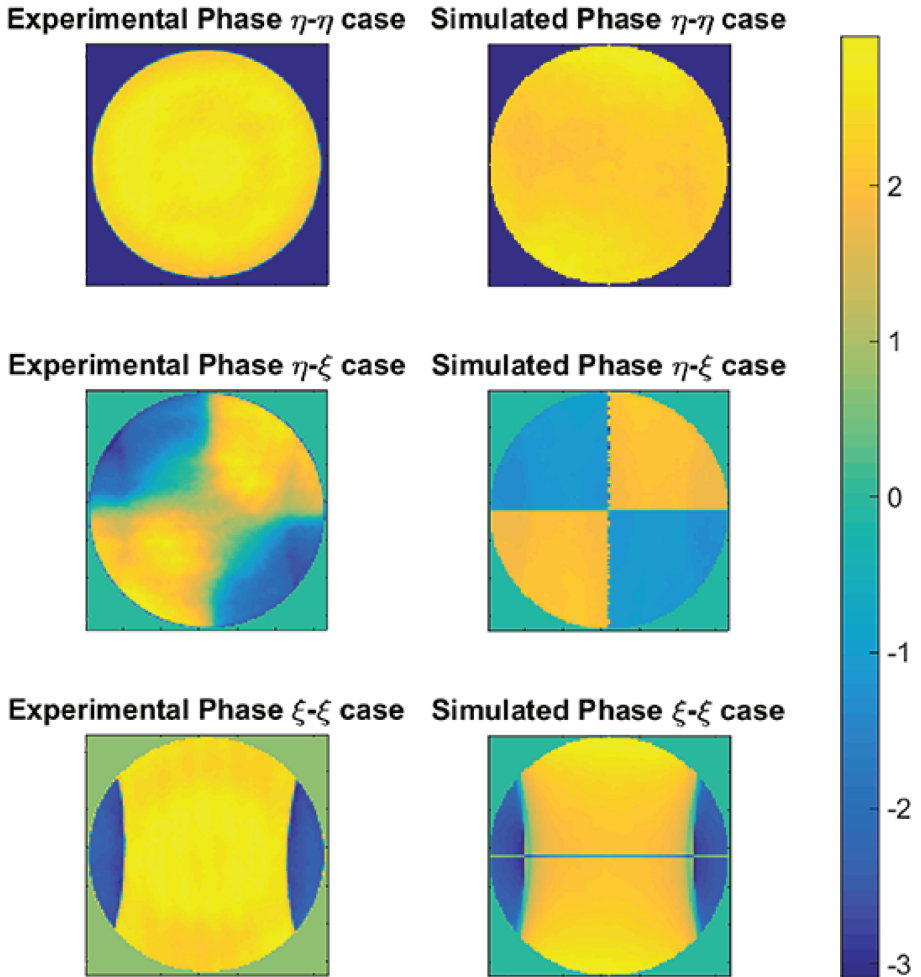 Experimental Phase η-η case Simulated Phase η-η case
2
1
Experimental Phase η-ξ case Simulated Phase η-ξ case
0
-1
Experimental Phase ξ-ξ case Simulated Phase ξ-ξ case
-2
-3